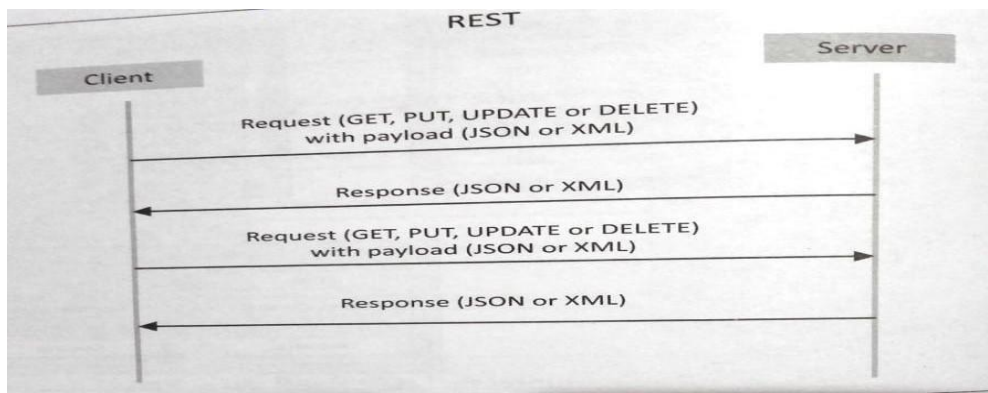 REST
Client
Server
Request (GET, PUT, UPDATE or DELETE)
with payload (JSON or XML)
Response (JSON or XML)
Request (GET, PUT, UPDATE or DELETE)
with payload (JSON or XML)
Response (JSON or XML)